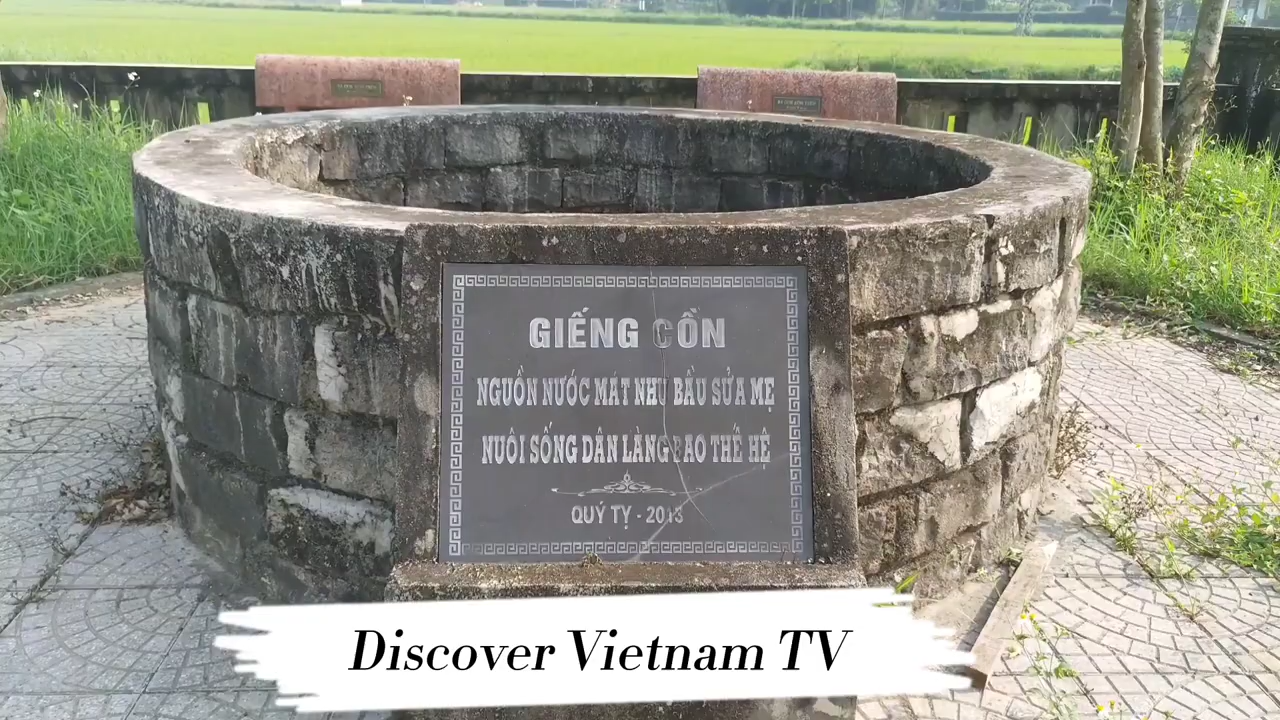 GIẾNG CỒN
NGUỒN NƯỚC MÁT NHƯ BẦU SỬA MẸ
NUÔI SỐNG DÂN LÀNG BAO THẾ HỆ
QUÝ TỴ - 2013
Discover Vietnam TV